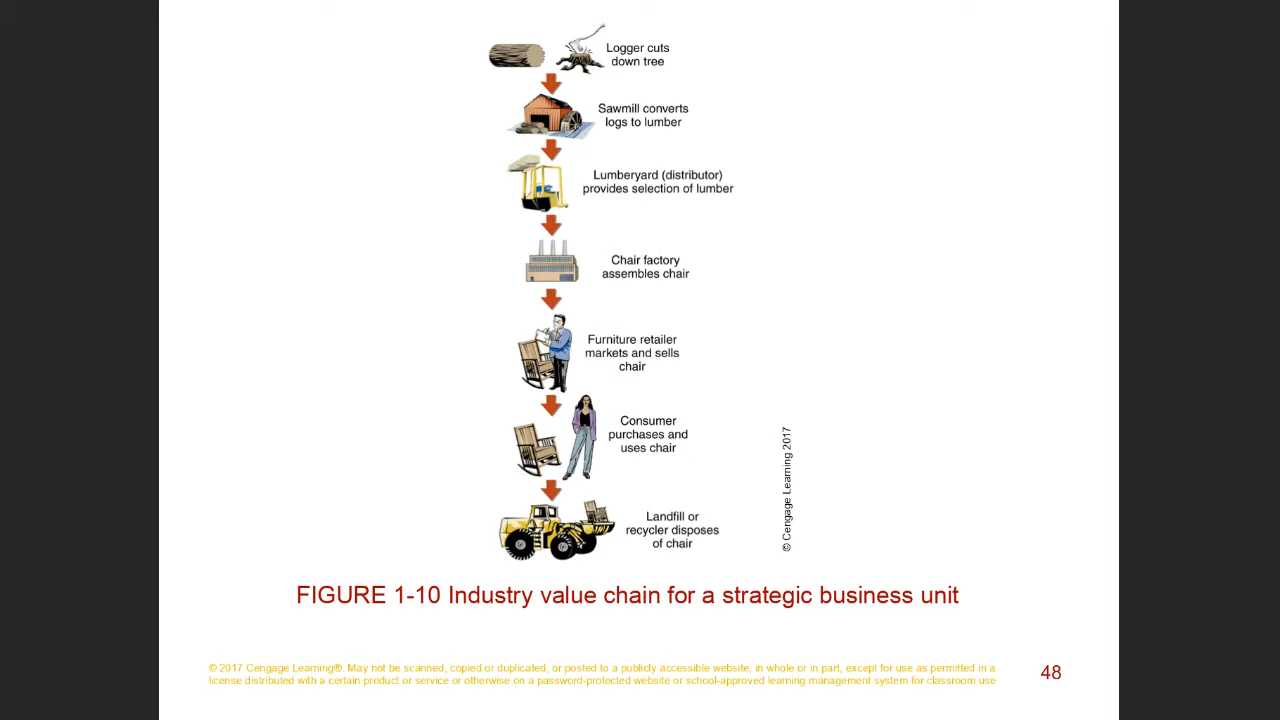 Logger cuts
down tree
Sawmill converts
logs to lumber
Lumberyard (distributor)
provides selection of lumber
Chair factory
assembles chair
Furniture retailer
markets and sells
chair
Consumer
purchases and
uses chair
Landfill or
recycler disposes
of chair
© Cengage Learning 2017
FIGURE 1-10 Industry value chain for a strategic business unit
© 2017 Cengage Learning®. May not be scanned, copied or duplicated, or posted to a publicly accessible website, in whole or in part, except for use as permitted in a
license distributed with a certain product or service or otherwise on a password-protected website or school-approved learning management system for classroom use
48